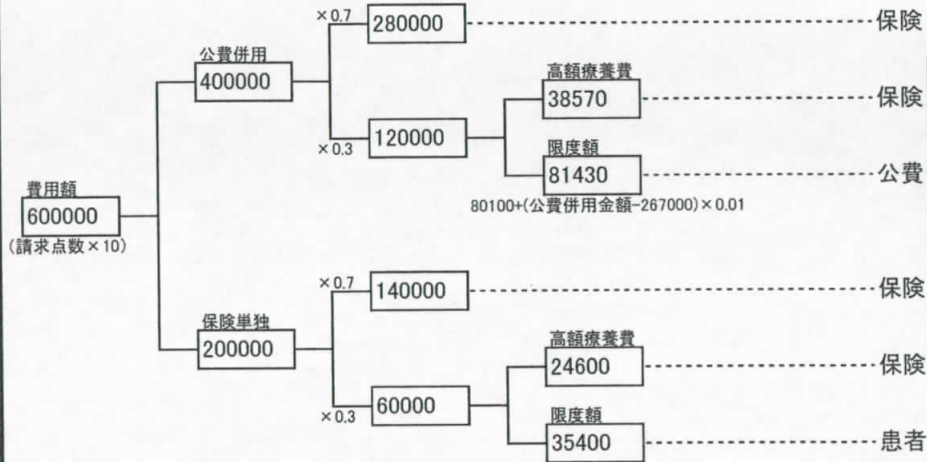 ×0.7
280000
保険
公費併用
400000
高額療養費
38570
保険
×0.3
120000
限度額
81430
公費
80100+(公費併用金額-267000)×0.01
費用額
600000
(請求点数×10)
×0.7
140000
保険
保険単独
200000
高額療養費
24600
保険
×0.3
60000
限度額
35400
患者